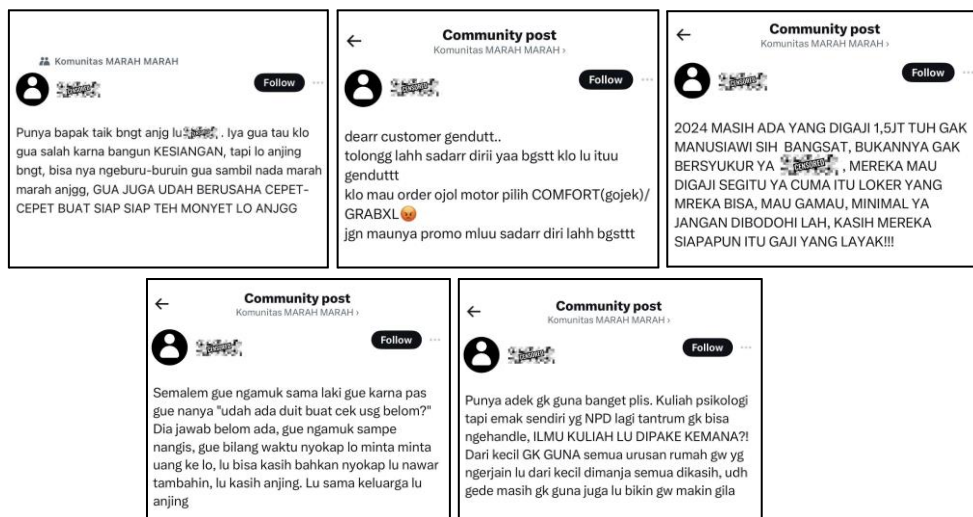 Komunitas MARAH MARAH
Follow
Punya bapak taik bngt anjg lu CENSORED, . Iya gua tau klo
gua salah karna bangun KESIANGAN, tapi lo anjing
bngt, bisa nya ngeburu-buruin gua sambil nada marah
marah anjgg, GUA JUGA UDAH BERUSAHA CEPET-
CEPET BUAT SIAP SIAP TEH MONYET LO ANJGG
Community post
Komunitas MARAH MARAH ›
CENSORED
Follow
dearr customer gendutt..
tolongg lahh sadarr dirii yaa bgstt klo lu ituu
genduttt
klo mau order ojol motor pilih COMFORT(gojek)/
GRABXL😡
jgn maunya promo mluu sadarr diri lahh bgsttt
Community post
Komunitas MARAH MARAH ›
CENSORED
Follow
2024 MASIH ADA YANG DIGAJI 1,5JT TUH GAK
MANUSIAWI SIH BANGSAT, BUKANNYA GAK
BERSYUKUR YA CENSORED , MEREKA MAU
DIGAJI SEGITU YA CUMA ITU LOKER YANG
MREKA BISA, MAU GAMAU, MINIMAL YA
JANGAN DIBODOHI LAH, KASIH MEREKA
SIAPAPUN ITU GAJI YANG LAYAK!!!
Community post
Komunitas MARAH MARAH ›
CENSORED
Follow
Semalem gue ngamuk sama laki gue karna pas
gue nanya "udah ada duit buat cek usg belom?"
Dia jawab belom ada, gue ngamuk sampe
nangis, gue bilang waktu nyokap lo minta minta
uang ke lo, lu bisa kasih bahkan nyokap lu nawar
tambahin, lu kasih anjing. Lu sama keluarga lu
anjing
Community post
Komunitas MARAH MARAH ›
CENSORED
Follow
Punya adek gk guna banget plis. Kuliah psikologi
tapi emak sendiri yg NPD lagi tantrum gk bisa
ngehandle, ILMU KULIAH LU DIPAKE KEMANA?!
Dari kecil GK GUNA semua urusan rumah gw yg
ngerjain lu dari kecil dimanja semua dikasih, udh
gede masih gk guna juga lu bikin gw makin gila